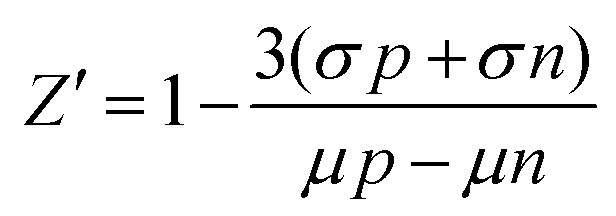 Z′ = 1 − 3(σp + σn) / μp − μn